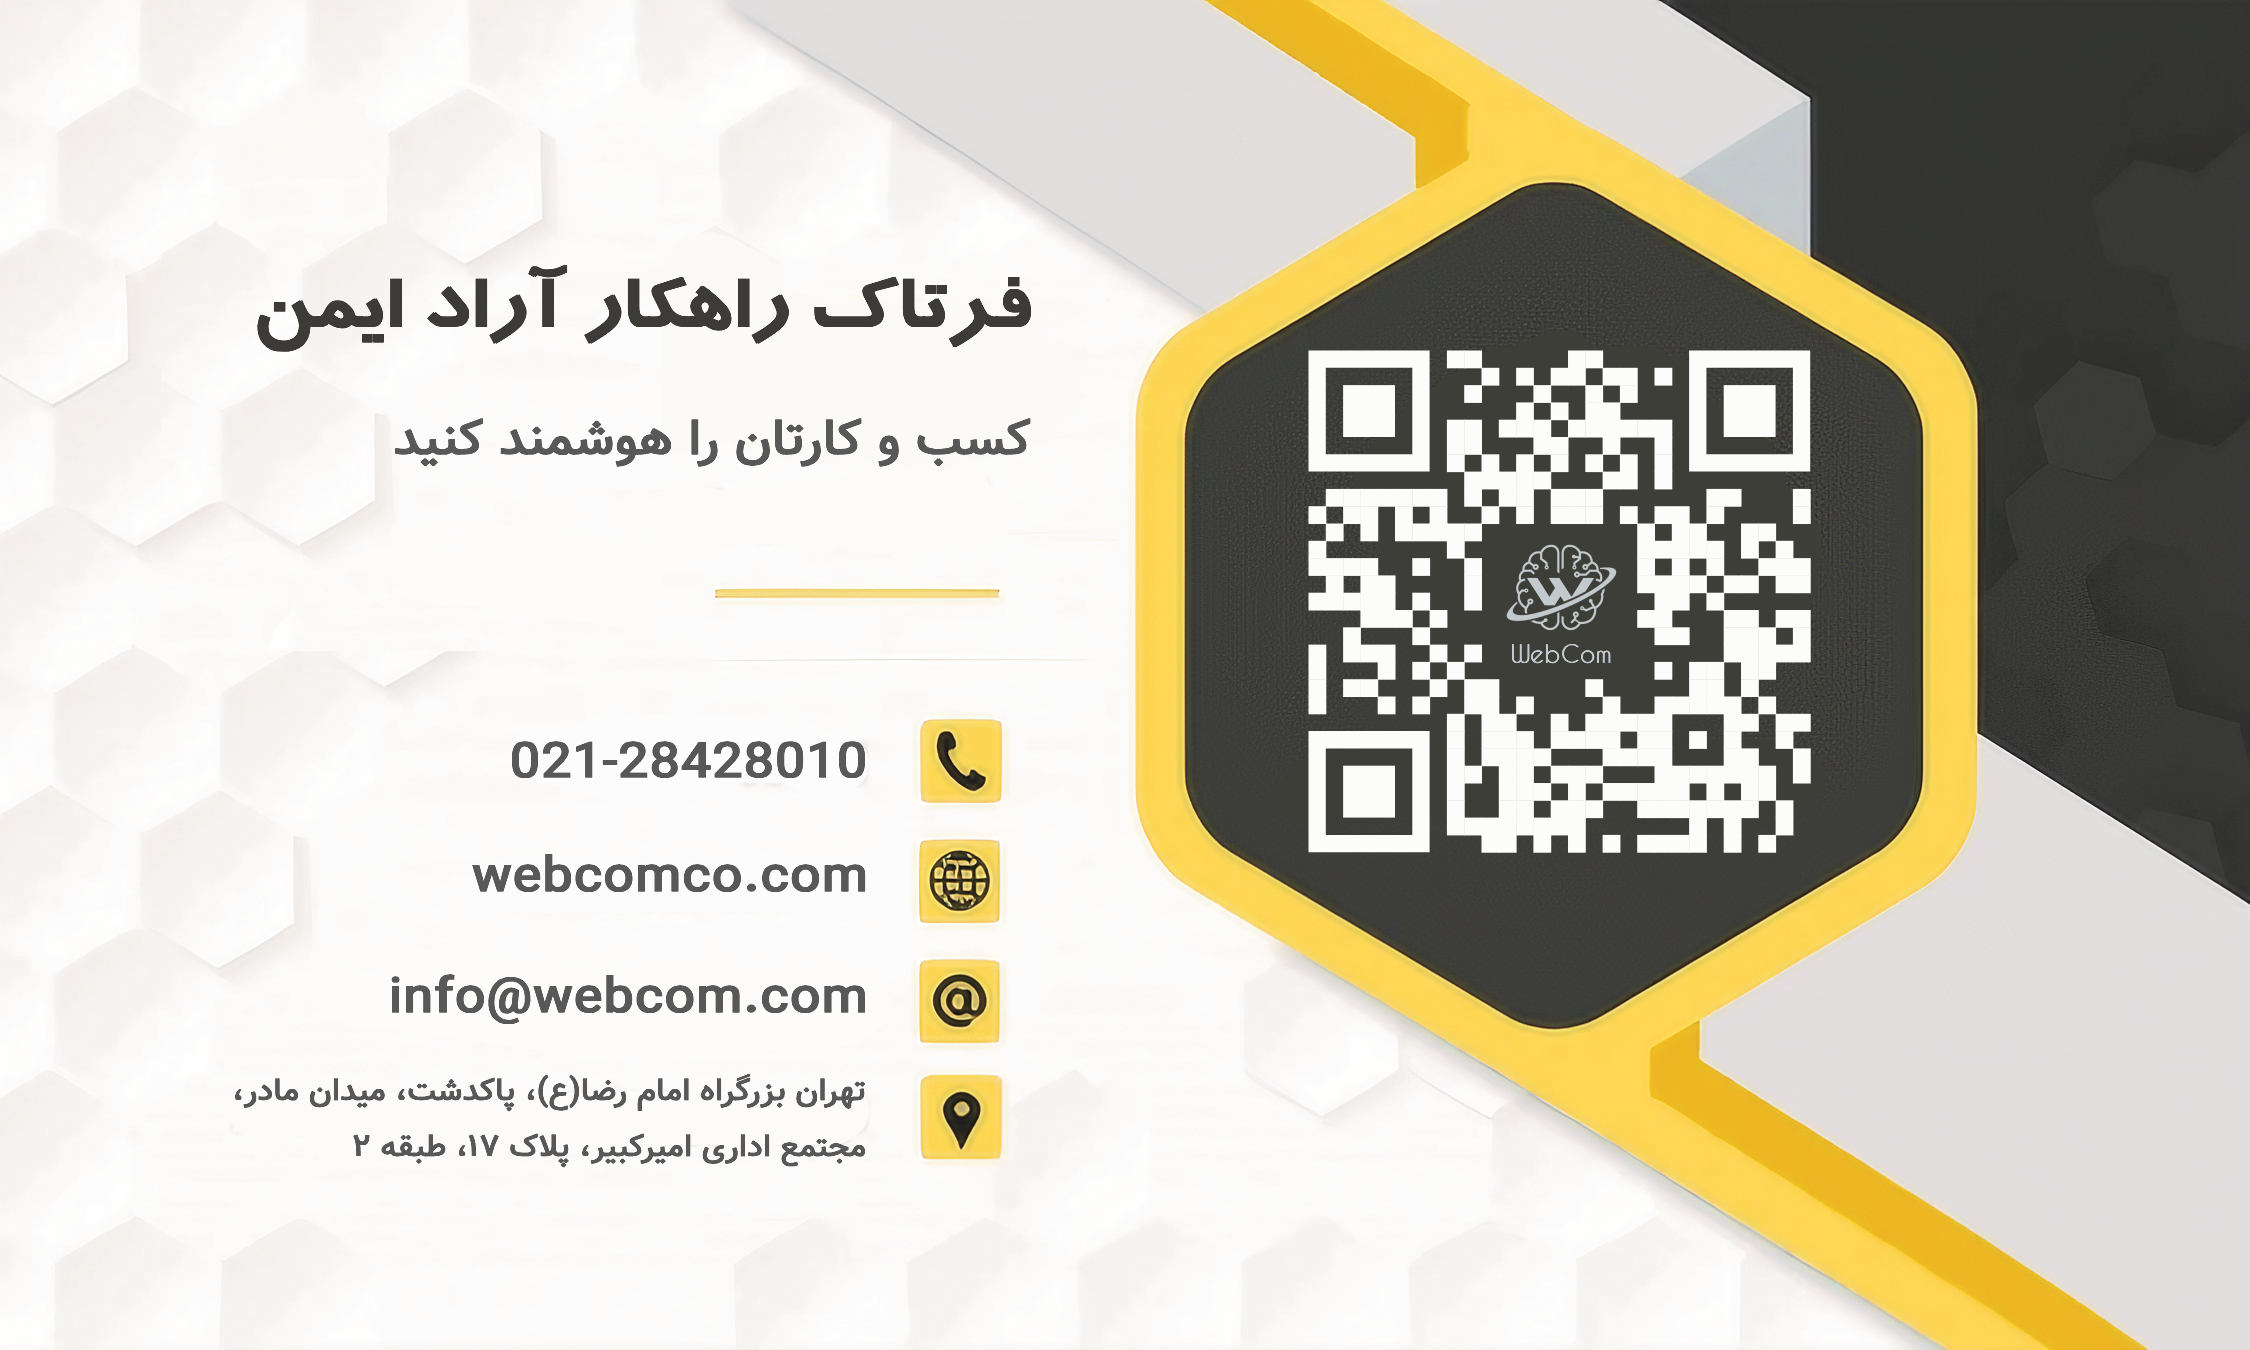 فرتاک راهکار آراد ایمن
کسب و کارتان را هوشمند کنید
021-28428010
webcomco.com
info@webcom.com
تهران بزرگراه امام رضا(ع)، پاکدشت، میدان مادر،
مجتمع اداری امیرکبیر، پلاک ۱۷، طبقه ۲
WebCom